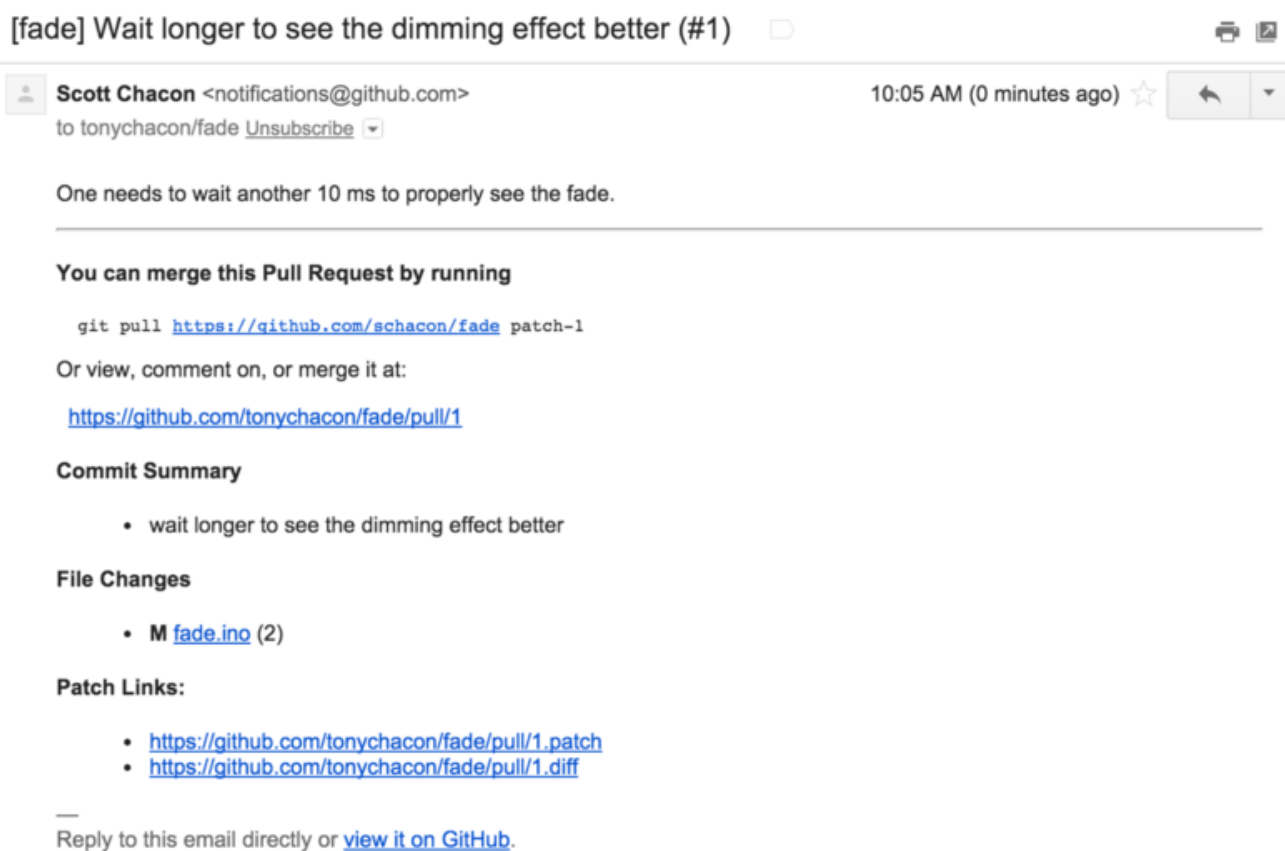 [fade] Wait longer to see the dimming effect better (#1)
Scott Chacon <notifications@github.com>
10:05 AM (0 minutes ago)
to tonychacon/fade Unsubscribe
One needs to wait another 10 ms to properly see the fade.
You can merge this Pull Request by running
git pull https://github.com/schacon/fade patch-1
Or view, comment on, or merge it at:
https://github.com/tonychacon/fade/pull/1
Commit Summary
• wait longer to see the dimming effect better
File Changes
• M fade.ino (2)
Patch Links:
• https://github.com/tonychacon/fade/pull/1.patch
• https://github.com/tonychacon/fade/pull/1.diff
—
Reply to this email directly or view it on GitHub.